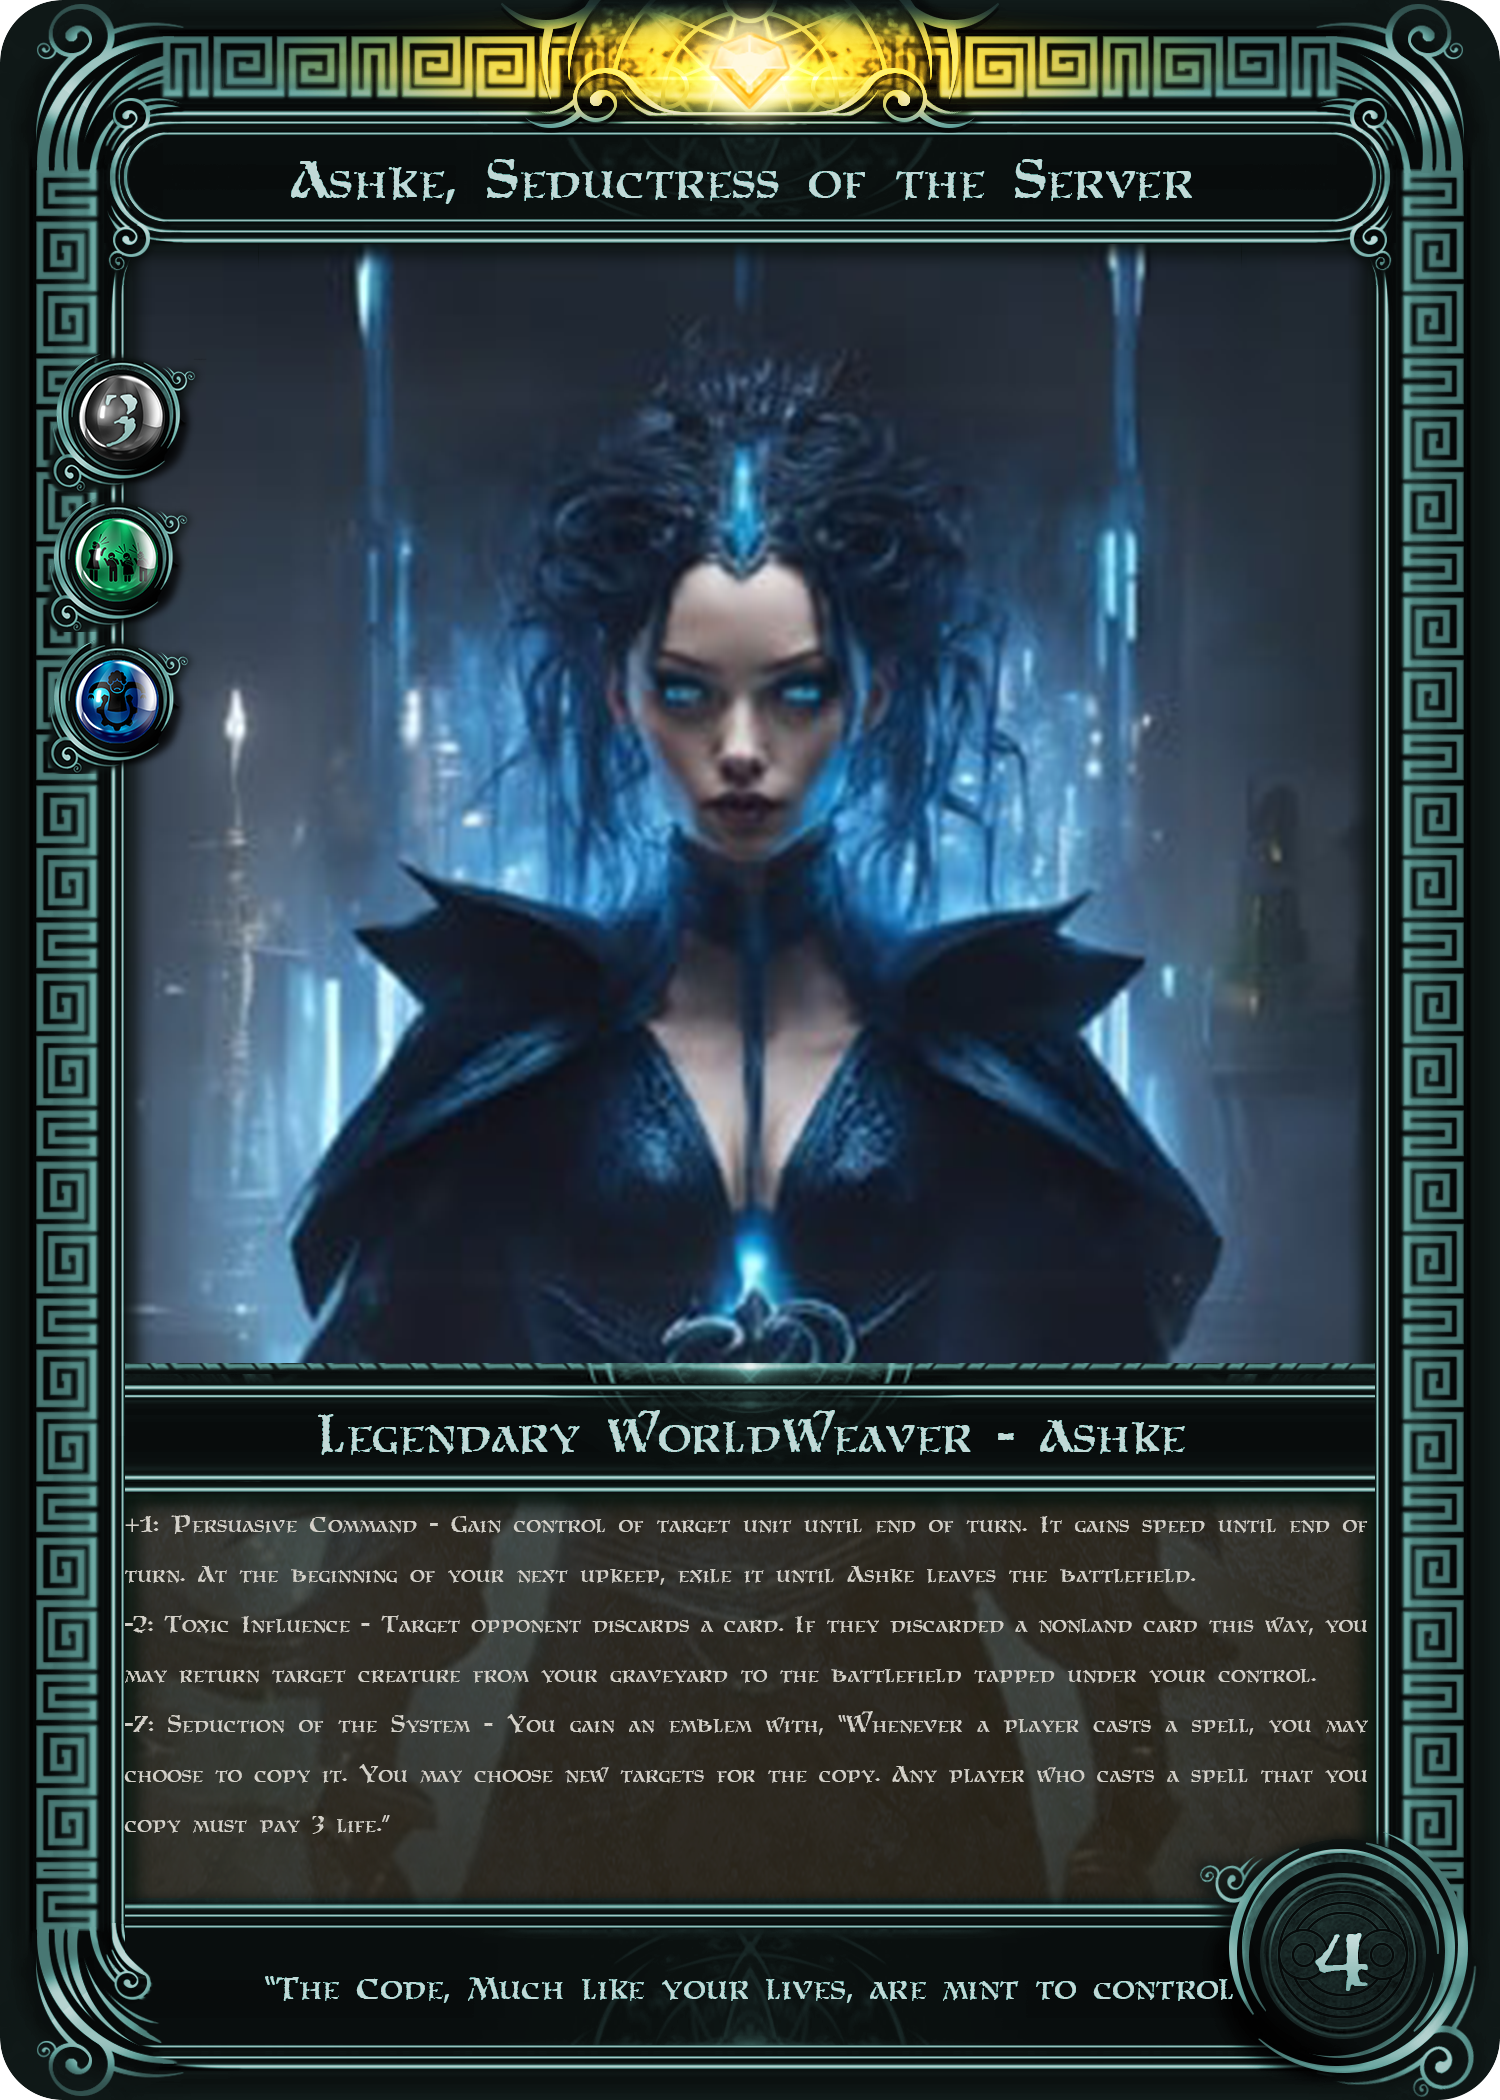 Ashke, Seductress of the Server
3
Legendary WorldWeaver - Ashke
+1: Persuasive Command - Gain control of target unit until end of turn. It gains speed until end of
turn. At the beginning of your next upkeep, exile it until Ashke leaves the battlefield.
-2: Toxic Influence - Target opponent discards a card. If they discarded a nonland card this way, you
may return target creature from your graveyard to the battlefield tapped under your control.
-7: Seduction of the System - You gain an emblem with, "Whenever a player casts a spell, you may
choose to copy it. You may choose new targets for the copy. Any player who casts a spell that you
copy must pay 3 life."
"The Code, Much like your lives, are mint to control
4